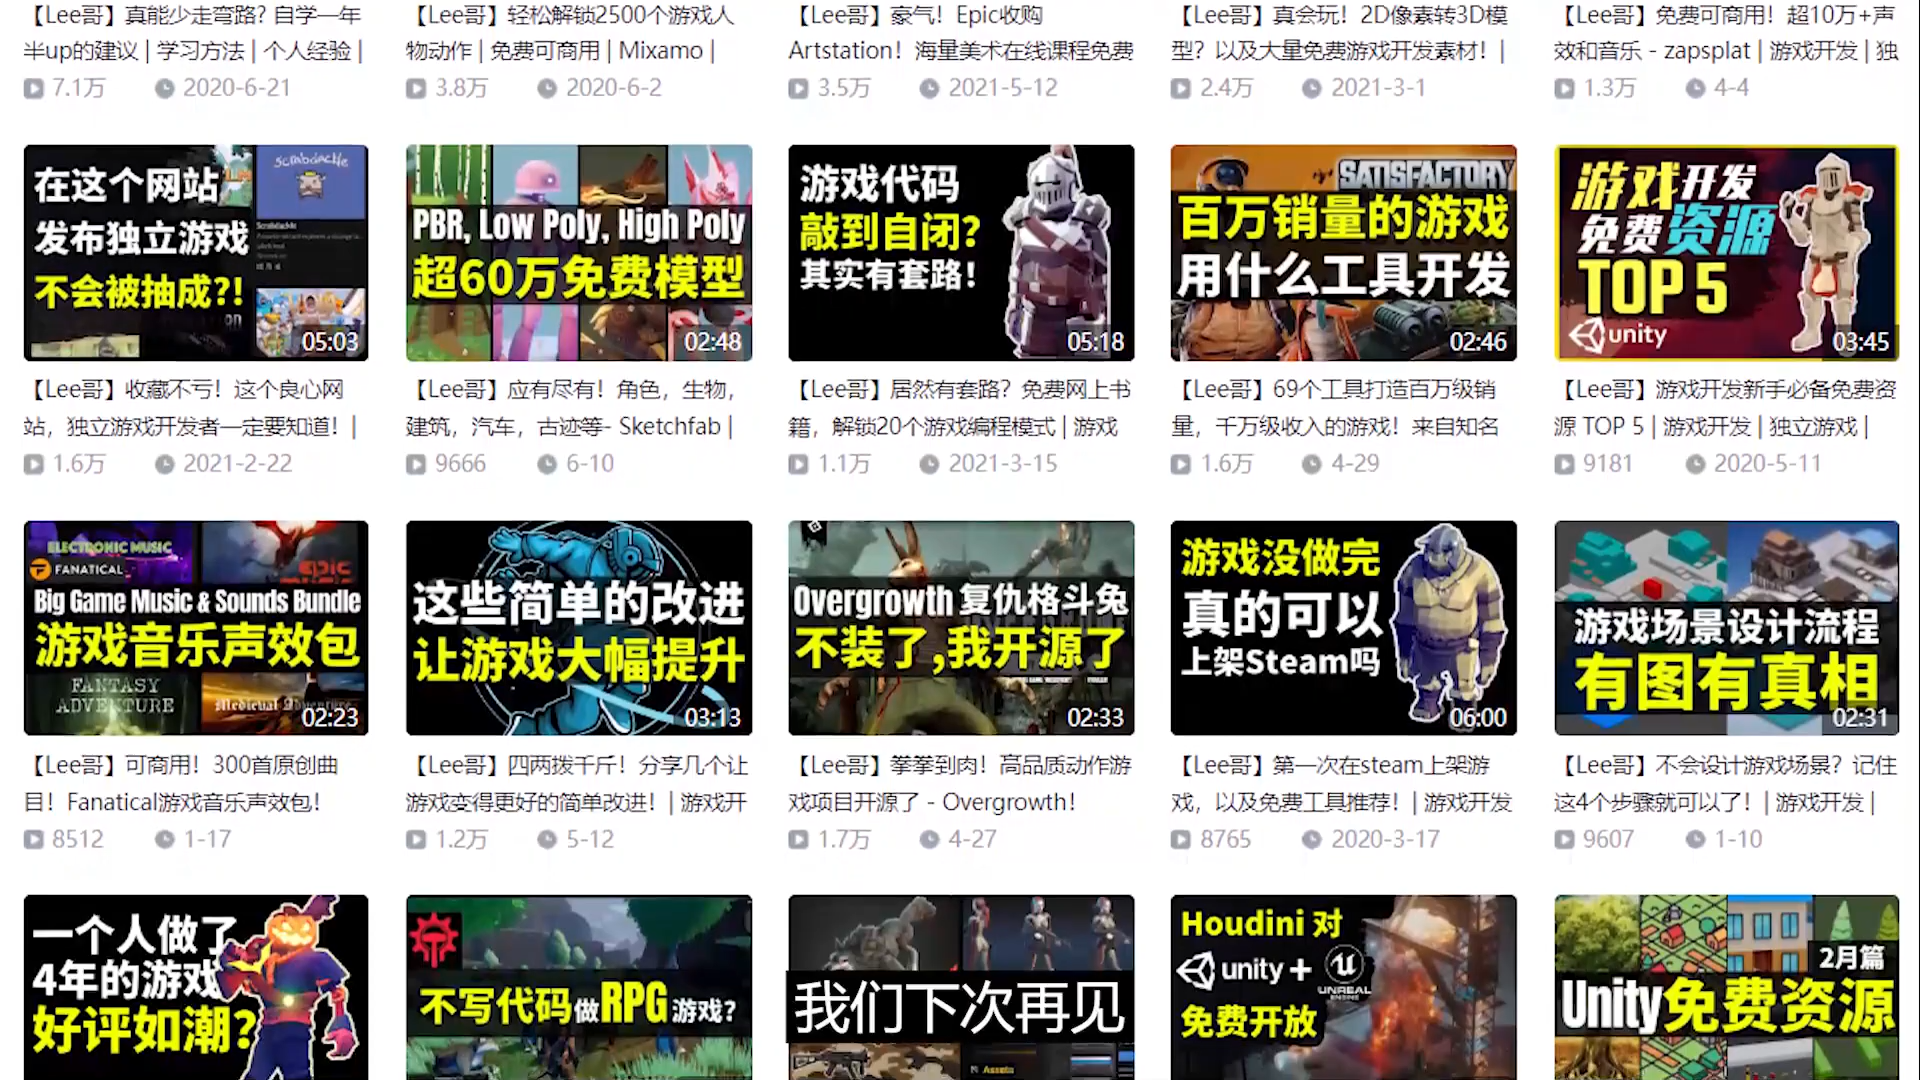 【Lee哥】真能少走弯路？自学一年
半up的建议 | 学习方法 | 个人经验 |
7.1万 2020-6-21
【Lee哥】轻松解锁2500个游戏人
物动作 | 免费可商用 | Mixamo |
3.8万 2020-6-2
【Lee哥】豪气！Epic收购
Artstation！海量美术在线课程免费
3.5万 2021-5-12
【Lee哥】真会玩！2D像素转3D模
型？以及大量免费游戏开发素材！|
2.4万 2021-3-1
【Lee哥】免费可商用！超10万+声
效和音乐 - zapsplat | 游戏开发 | 独
1.3万 4-4
在这个网站
发布独立游戏
不会被抽成?!
Scrabdackle
Scrabdackle
05:03
【Lee哥】收藏不亏！这个良心网
站，独立游戏开发者一定要知道！|
1.6万 2021-2-22
PBR, Low Poly, High Poly
超60万免费模型
02:48
【Lee哥】应有尽有！角色，生物，
建筑，汽车，古迹等- Sketchfab |
9666 6-10
游戏代码
敲到自闭?
其实有套路!
05:18
【Lee哥】居然有套路？免费网上书
籍，解锁20个游戏编程模式 | 游戏
1.1万 2021-3-15
SATISFACTORY
百万销量的游戏
用什么工具开发
02:46
【Lee哥】69个工具打造百万级销
量，千万级收入的游戏！来自知名
1.6万 4-29
游戏开发
免费资源
TOP 5
unity
03:45
【Lee哥】游戏开发新手必备免费资
源 TOP 5 | 游戏开发 | 独立游戏 |
9181 2020-5-11
ELECTRONIC MUSIC
FANATICAL
EPIC
Big Game Music & Sounds Bundle
游戏音乐声效包
FANTASY
ADVENTURE
Medieval Adventure
02:23
【Lee哥】可商用！300首原创曲
目！Fanatical游戏音乐声效包！
8512 1-17
这些简单的改进
让游戏大幅提升
03:13
【Lee哥】四两拨千斤！分享几个让
游戏变得更好的简单改进！| 游戏开
1.2万 5-12
Overgrowth 复仇格斗兔
不装了,我开源了
02:33
【Lee哥】拳拳到肉！高品质动作游
戏项目开源了 - Overgrowth！
1.7万 4-27
游戏没做完
真的可以
上架Steam吗
06:00
【Lee哥】第一次在steam上架游
戏，以及免费工具推荐！| 游戏开发
8765 2020-3-17
游戏场景设计流程
有图有真相
02:31
【Lee哥】不会设计游戏场景？记住
这4个步骤就可以了！| 游戏开发 |
9607 1-10
一个人做了
4年的游戏
好评如潮?
不写代码做RPG游戏?
我们下次再见
Assets
Houdini 对
unity + UNREAL ENGINE
免费开放
2月篇
Unity免费资源